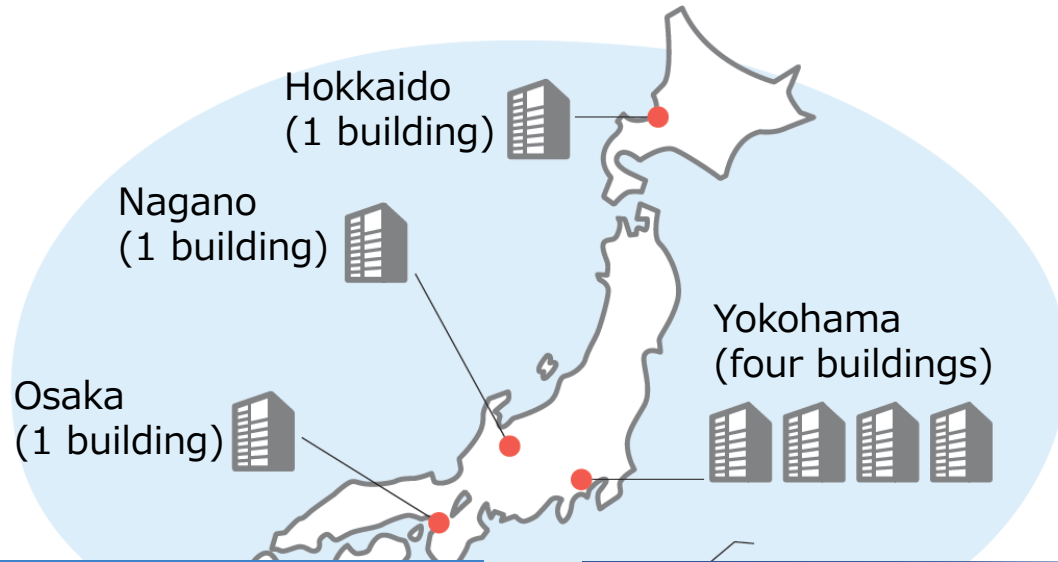 Hokkaido
(1 building)
Nagano
(1 building)
Yokohama
(four buildings)
Osaka
(1 building)